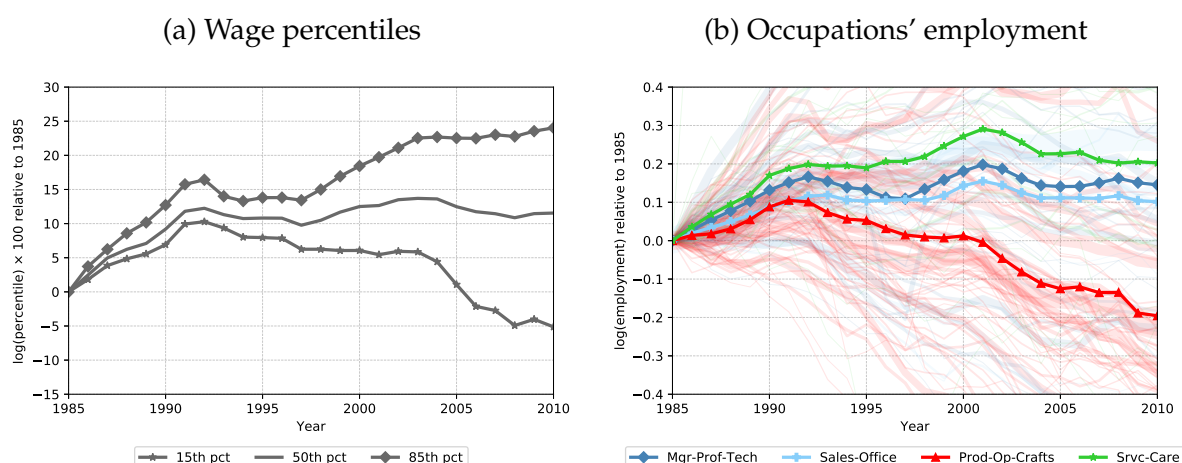 (a) Wage percentiles
log(percentile) × 100 relative to 1985
30
25
20
15
10
5
0
−5
−10
−15
1985 1990 1995 2000 2005 2010
Year
15th pct 50th pct 85th pct
(b) Occupations’ employment
log(employment) relative to 1985
0.4
0.3
0.2
0.1
0.0
−0.1
−0.2
−0.3
−0.4
1985 1990 1995 2000 2005 2010
Year
Mgr-Prof-Tech Sales-Office Prod-Op-Crafts Srvc-Care